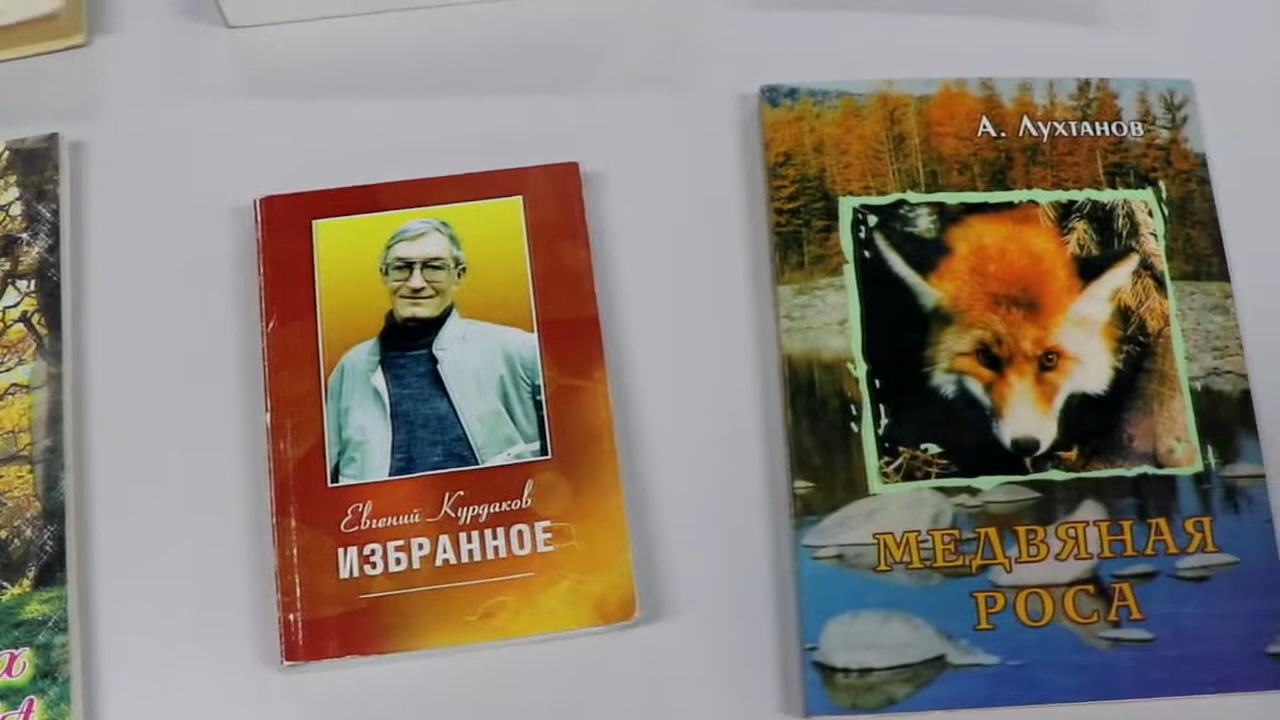 Евгений Курдаков
ИЗБРАННОЕ
А. Лухтанов
МЕДВЯНАЯ
РОСА